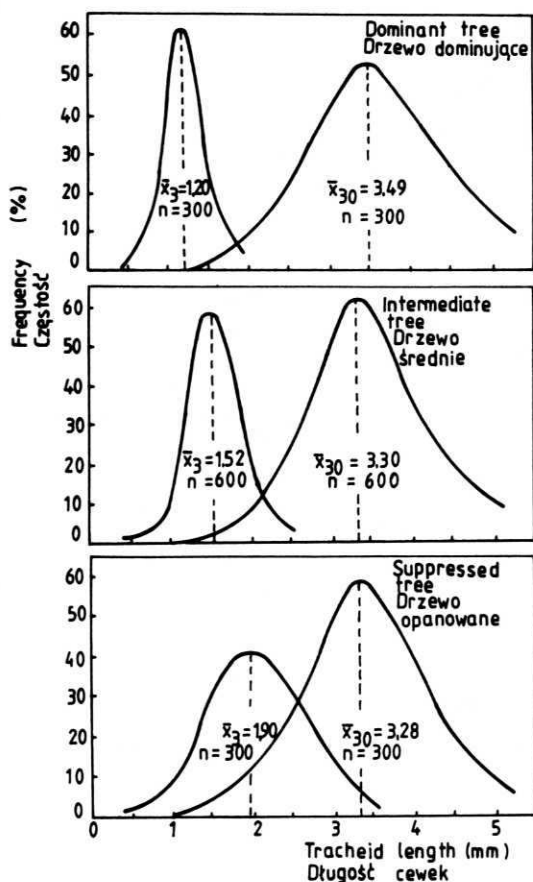 Dominant tree
Drzewo dominujące
60
50
40
30
20
10
0
x̄3=1,20
n=300
x̄30=3,49
n=300
Intermediate
tree
Drzewo
średnie
60
50
40
30
20
10
0
x̄3=1.52
n=600
x̄30=3.30
n=600
Suppressed
tree
Drzewo
opanowane
60
50
40
30
20
10
0
x̄3=1,90
n=300
x̄30=3,28
n=300
0 1 2 3 4 5
Tracheid length (mm)
Długość cewek
Frequency (%)
Częstość